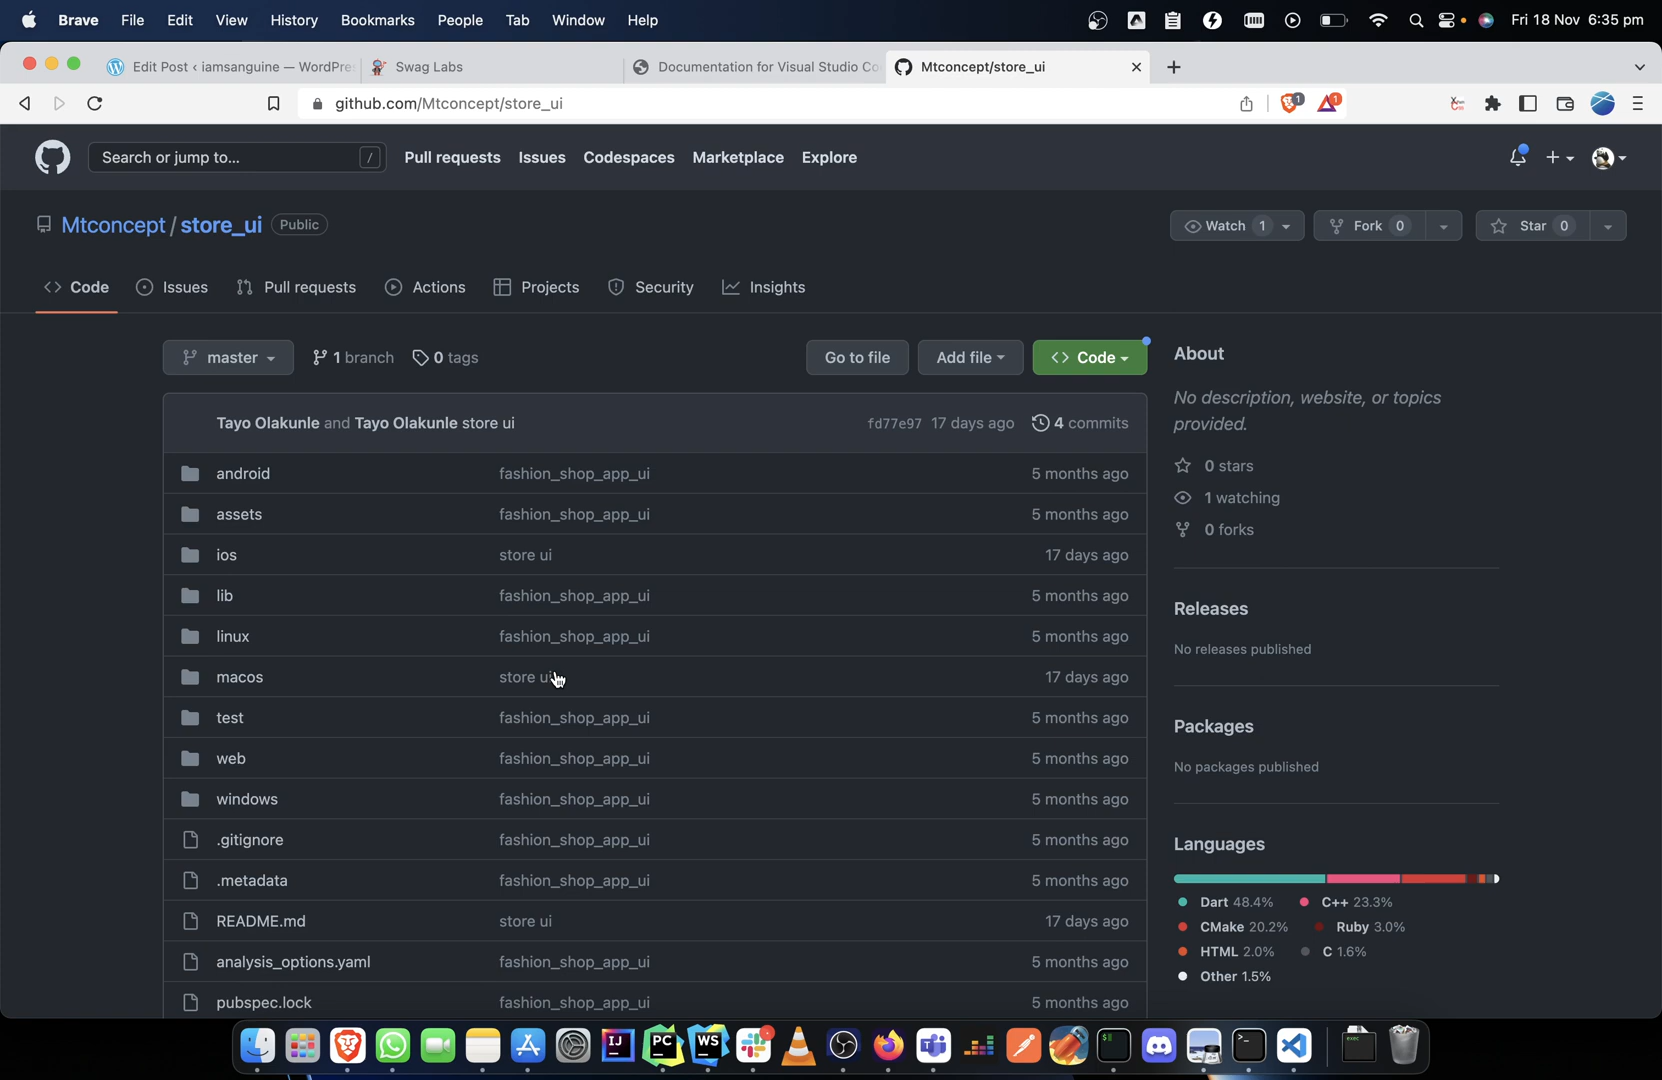 Brave File Edit View History Bookmarks People Tab Window Help Fri 18 Nov 6:35 pm
Edit Post ‹ iamsanguine — WordPre Swag Labs Documentation for Visual Studio Co Mtconcept/store_ui
github.com/Mtconcept/store_ui 1 1
Search or jump to... / Pull requests Issues Codespaces Marketplace Explore
Mtconcept / store_ui Public Watch 1 Fork 0 Star 0
Code Issues Pull requests Actions Projects Security Insights
master 1 branch 0 tags Go to file Add file Code
Tayo Olakunle and Tayo Olakunle store ui fd77e97 17 days ago 4 commits
android fashion_shop_app_ui 5 months ago
assets fashion_shop_app_ui 5 months ago
ios store ui 17 days ago
lib fashion_shop_app_ui 5 months ago
linux fashion_shop_app_ui 5 months ago
macos store ui 17 days ago
test fashion_shop_app_ui 5 months ago
web fashion_shop_app_ui 5 months ago
windows fashion_shop_app_ui 5 months ago
.gitignore fashion_shop_app_ui 5 months ago
.metadata fashion_shop_app_ui 5 months ago
README.md store ui 17 days ago
analysis_options.yaml fashion_shop_app_ui 5 months ago
pubspec.lock fashion_shop_app_ui 5 months ago
About
No description, website, or topics
provided.
0 stars
1 watching
0 forks
Releases
No releases published
Packages
No packages published
Languages
Dart 48.4% C++ 23.3%
CMake 20.2% Ruby 3.0%
HTML 2.0% C 1.6%
Other 1.5%
IJ PC WS